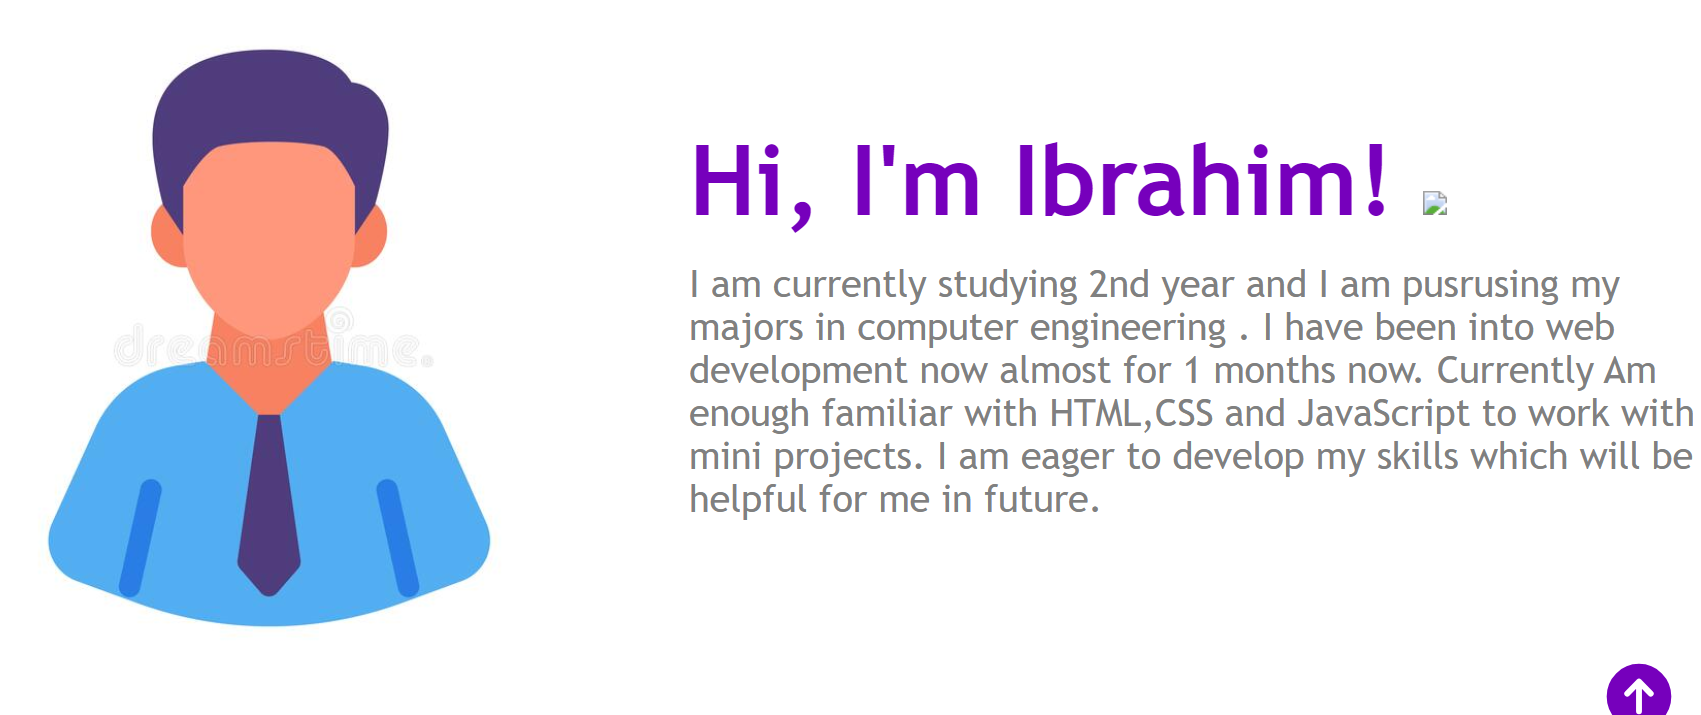 Hi, I'm Ibrahim!
I am currently studying 2nd year and I am pusrusing my
majors in computer engineering . I have been into web
development now almost for 1 months now. Currently Am
enough familiar with HTML,CSS and JavaScript to work with
mini projects. I am eager to develop my skills which will be
helpful for me in future.
dreamstime.